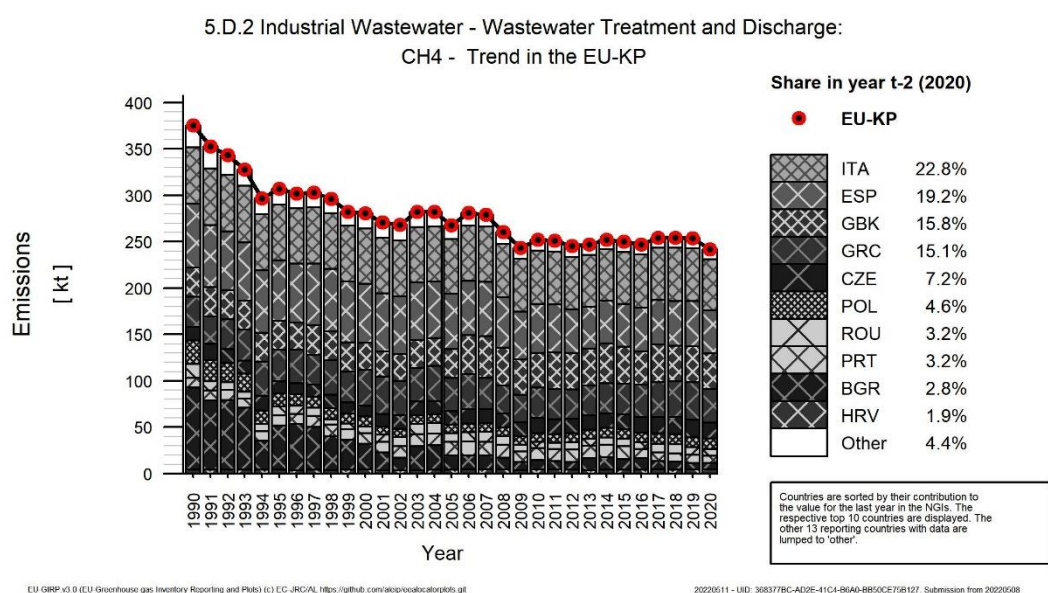 5.D.2 Industrial Wastewater - Wastewater Treatment and Discharge:
CH4 - Trend in the EU-KP
Share in year t-2 (2020)
EU-KP
ITA 22.8%
ESP 19.2%
GBK 15.8%
GRC 15.1%
CZE 7.2%
POL 4.6%
ROU 3.2%
PRT 3.2%
BGR 2.8%
HRV 1.9%
Other 4.4%
Emissions
[ kt ]
400
350
300
250
200
150
100
50
0
1990 1991 1992 1993 1994 1995 1996 1997 1998 1999 2000 2001 2002 2003 2004 2005 2006 2007 2008 2009 2010 2011 2012 2013 2014 2015 2016 2017 2018 2019 2020
Year
Countries are sorted by their contribution to
the value for the last year in the NGIs. The
respective top 10 countries are displayed. The
other 13 reporting countries with data are
lumped to 'other'.
EU-GIRP.v3.0 (EU-Greenhouse gas Inventory Reporting and Plots) (c) EC-JRC/AL
20220511 - UID: 368377BC-AD2E-41C4-B6A0-BB50CE75B127. Submission from 20220508